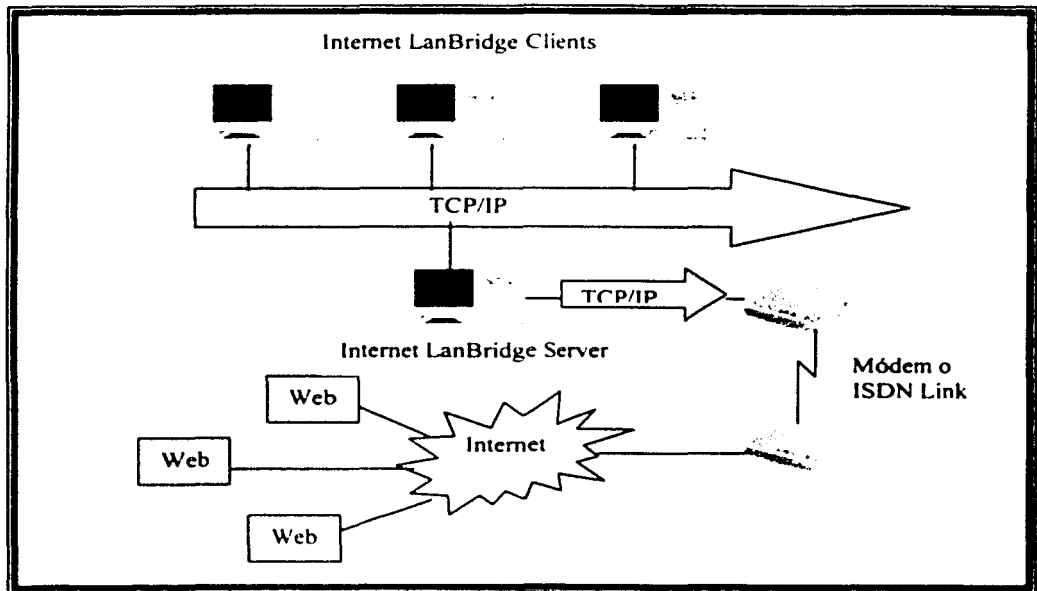 Internet LanBridge Clients
TCP/IP
TCP/IP
Internet LanBridge Server
Módem o
ISDN Link
Web
Internet
Web
Web